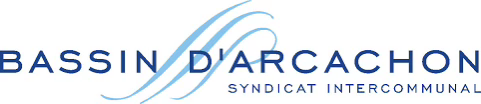 BASSIN D'ARCACHON
SYNDICAT INTERCOMMUNAL